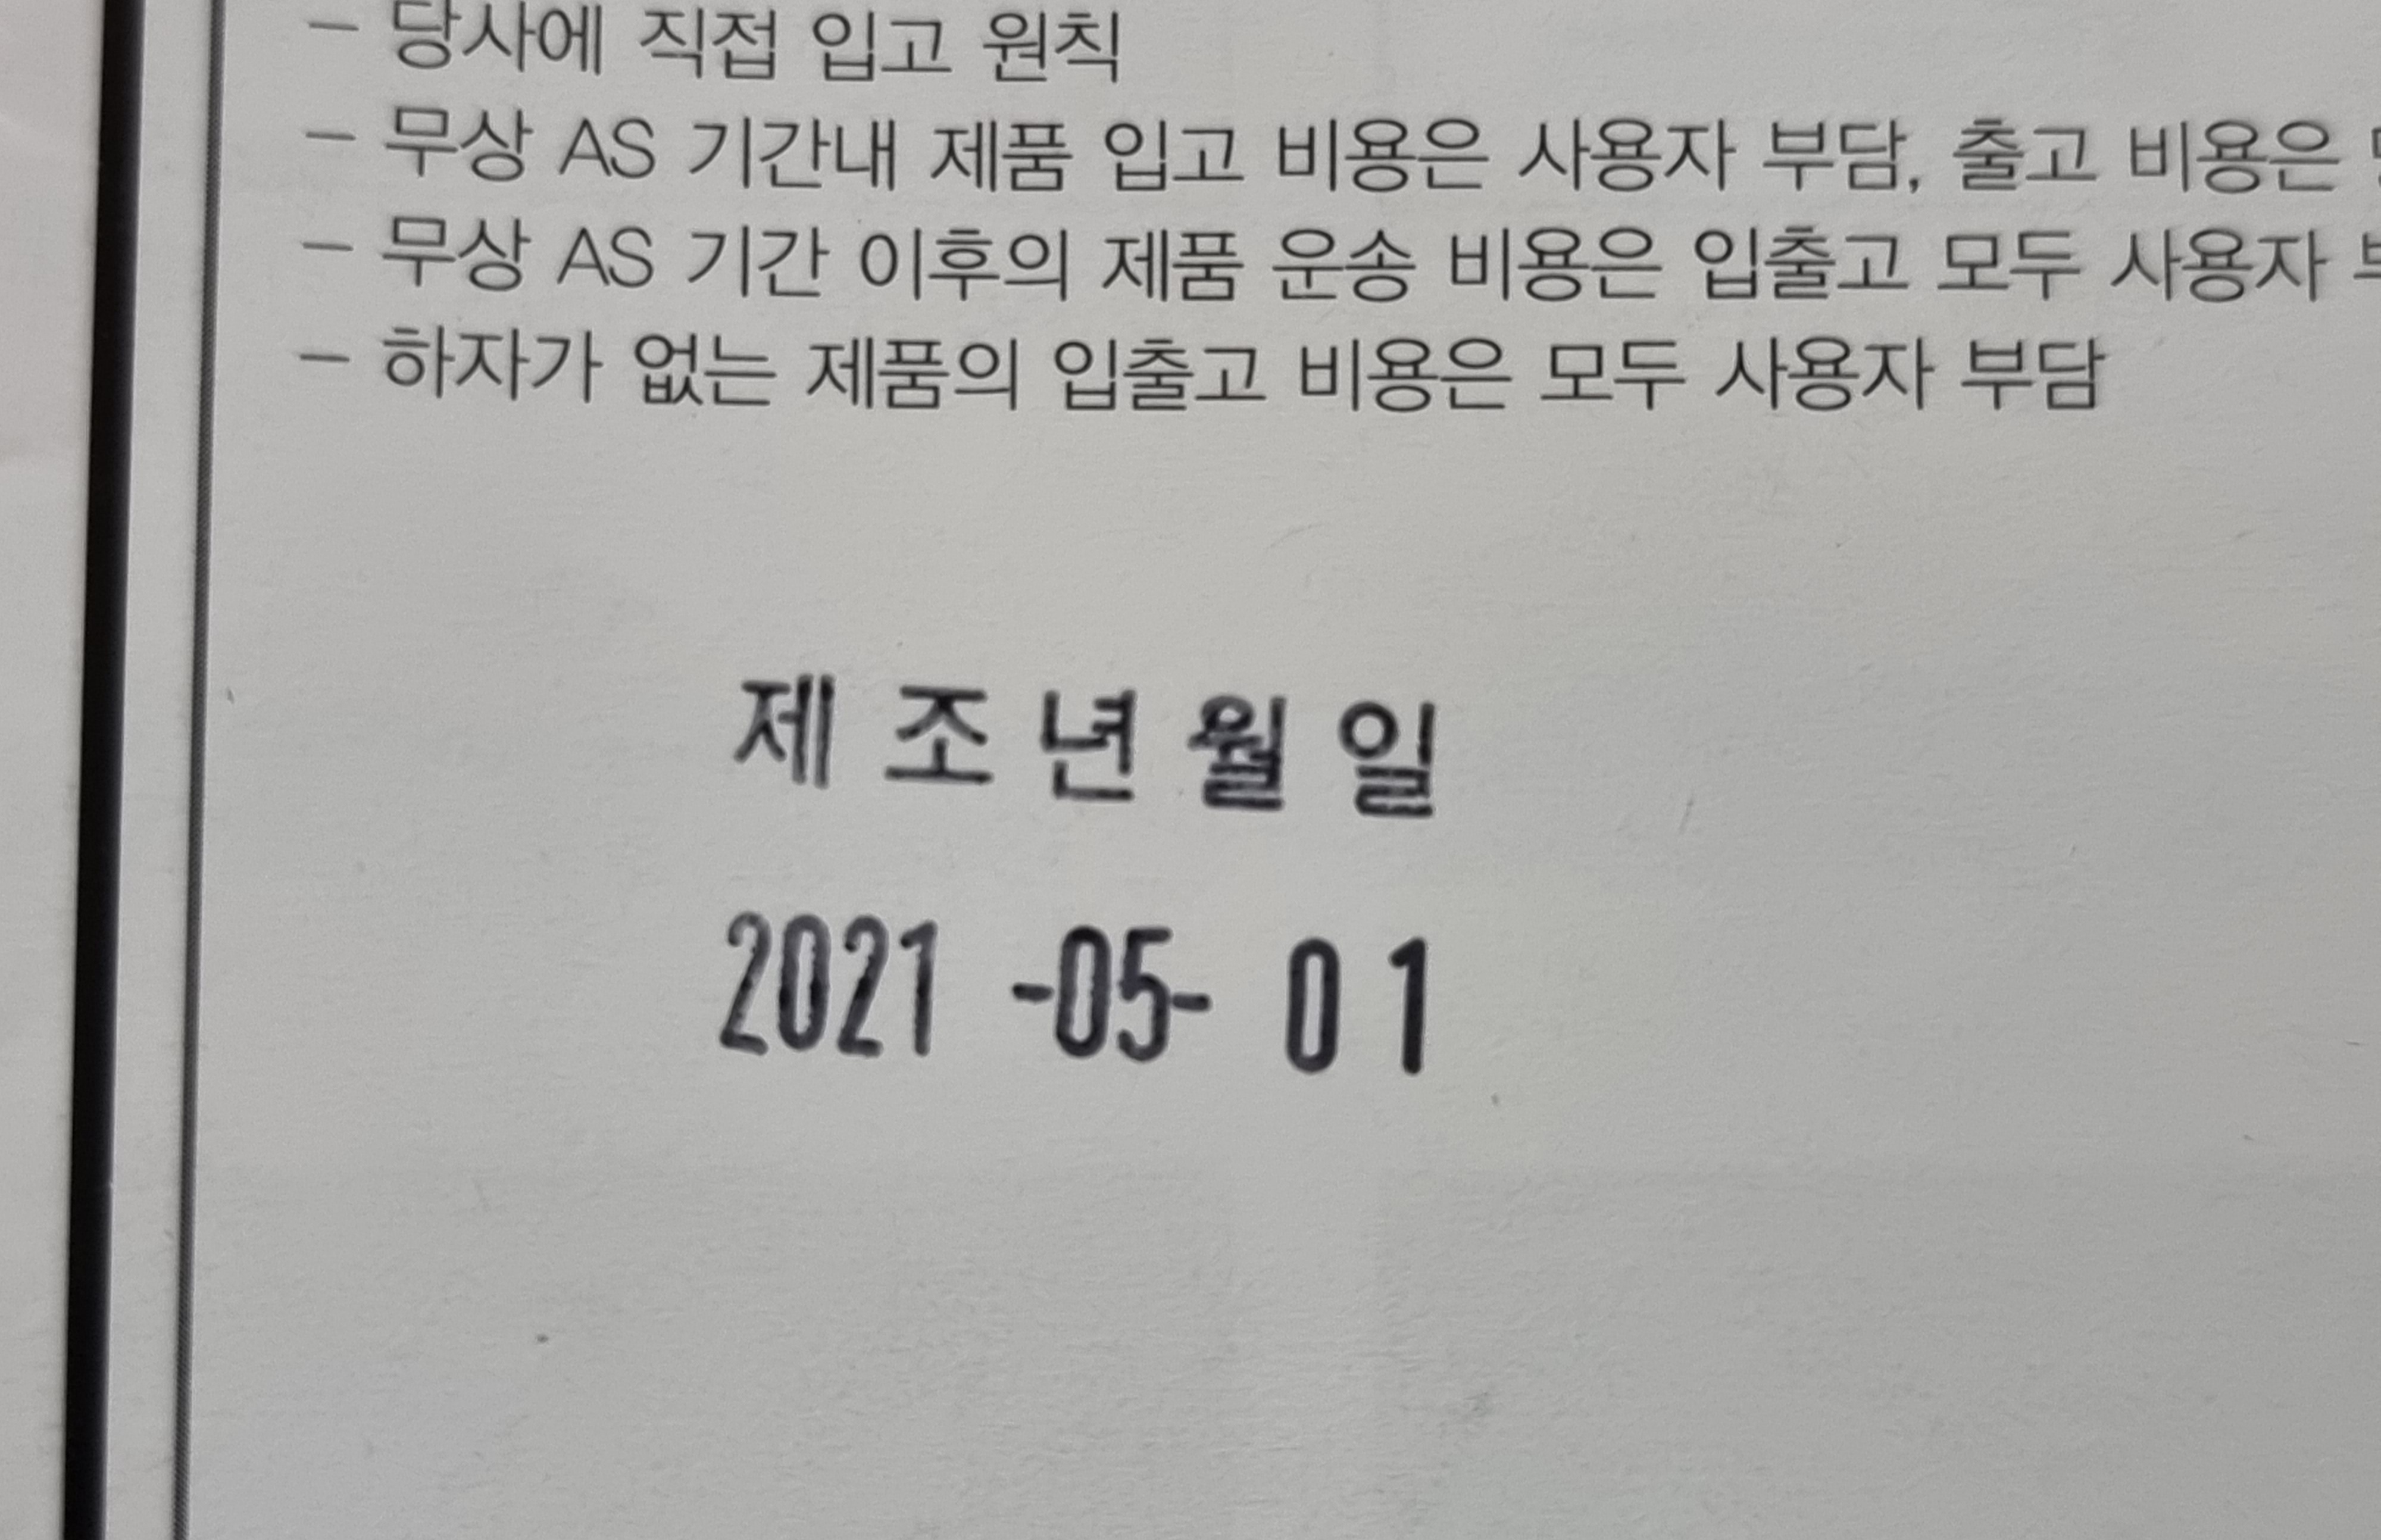 - 당사에 직접 입고 원칙
- 무상 AS 기간내 제품 입고 비용은 사용자 부담, 출고 비용은
- 무상 AS 기간 이후의 제품 운송 비용은 입출고 모두 사용자
- 하자가 없는 제품의 입출고 비용은 모두 사용자 부담
제 조 년 월 일
2021 -05- 0 1